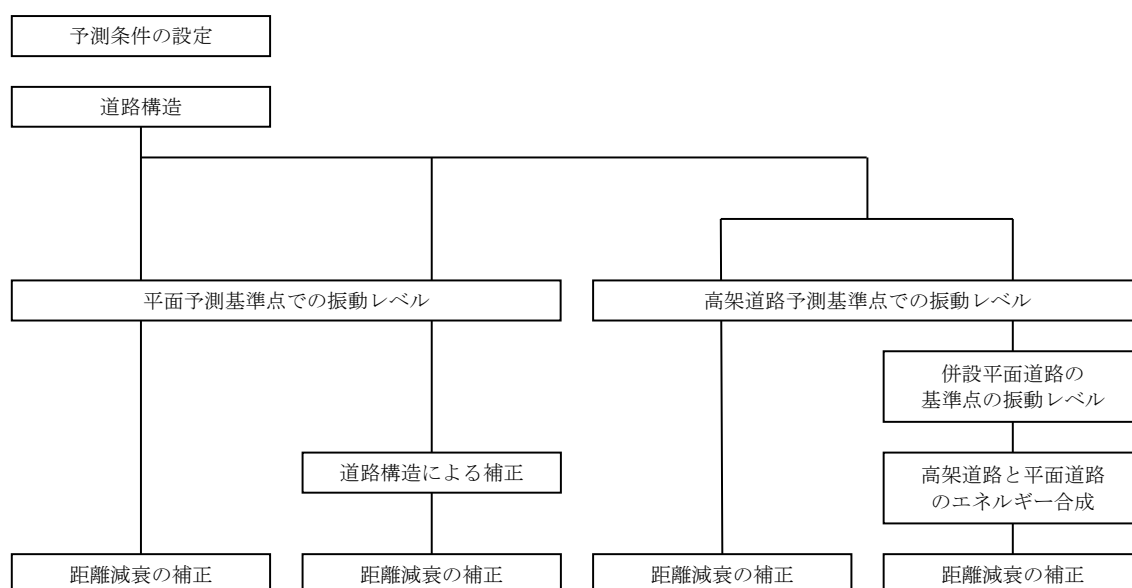 予測条件の設定
道路構造
平面予測基準点での振動レベル
高架道路予測基準点での振動レベル
併設平面道路の
基準点の振動レベル
道路構造による補正
高架道路と平面道路
のエネルギー合成
距離減衰の補正
距離減衰の補正
距離減衰の補正
距離減衰の補正